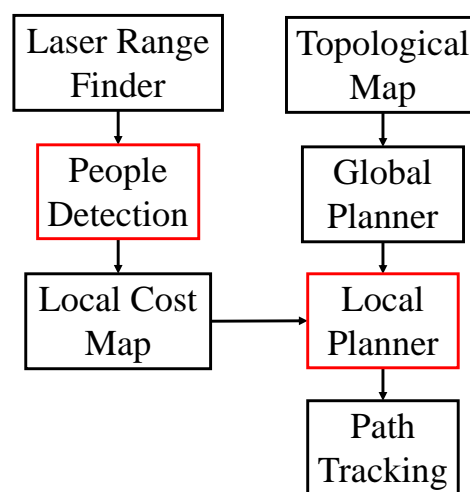 Laser Range
Finder
People
Detection
Local Cost
Map
Topological
Map
Global
Planner
Local
Planner
Path
Tracking